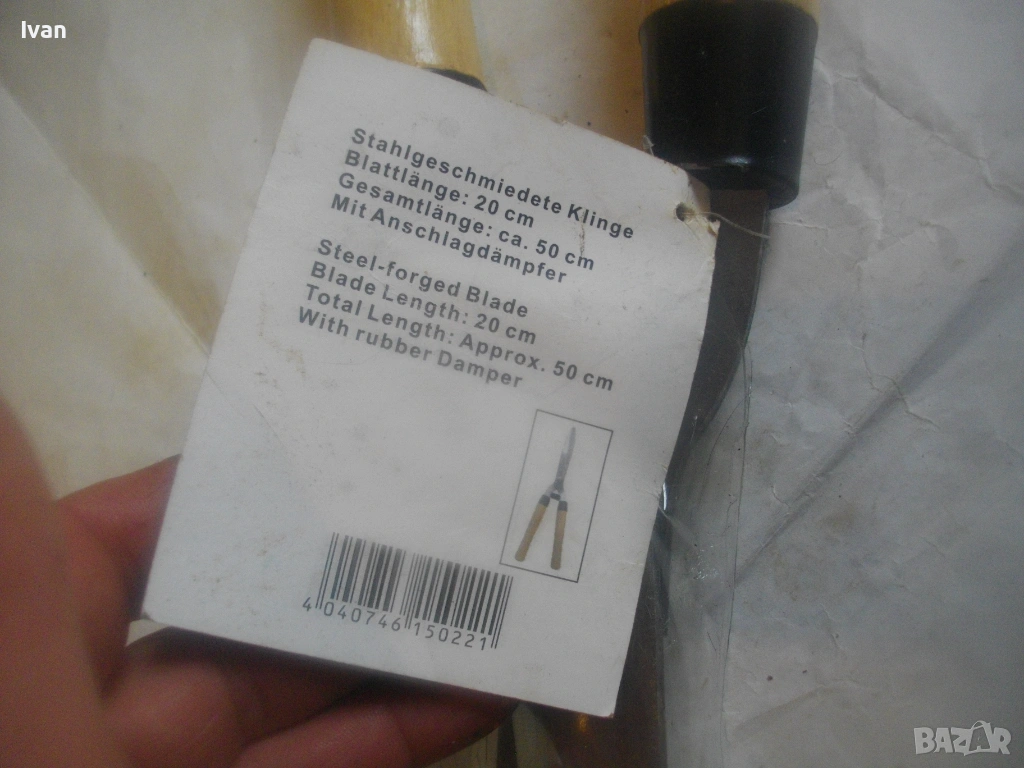 Ivan
Stahlgeschmiedete Klinge
Blattlänge: 20 cm
Gesamtlänge: ca. 50 cm
Mit Anschlagdämpfer
Steel-forged Blade
Blade Length: 20 cm
Total Length: Approx. 50 cm
With rubber Damper
4 040746 150221
BAZAR